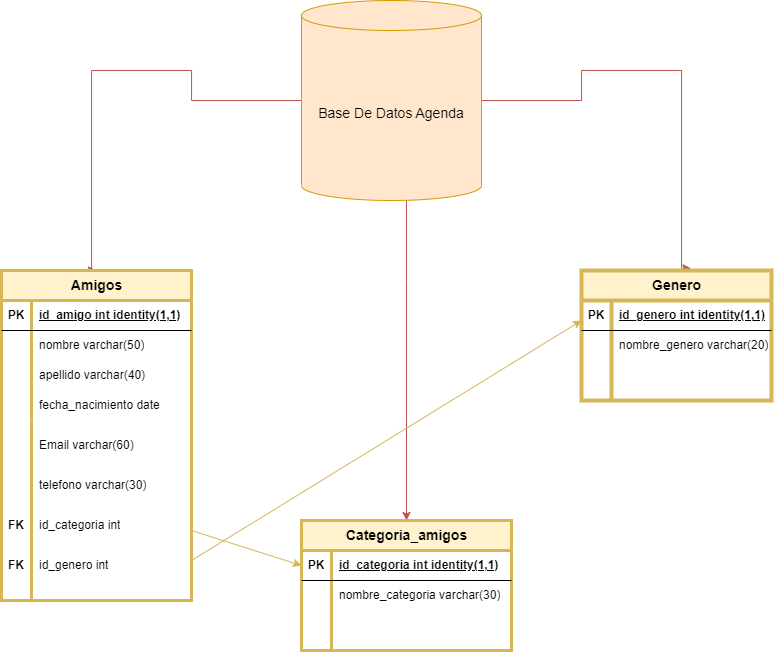 Base De Datos Agenda
Amigos
PK id_amigo int identity(1,1)
nombre varchar(50)
apellido varchar(40)
fecha_nacimiento date
Email varchar(60)
telefono varchar(30)
FK id_categoria int
FK id_genero int
Genero
PK id_genero int identity(1,1)
nombre_genero varchar(20)
Categoria_amigos
PK id_categoria int identity(1,1)
nombre_categoria varchar(30)